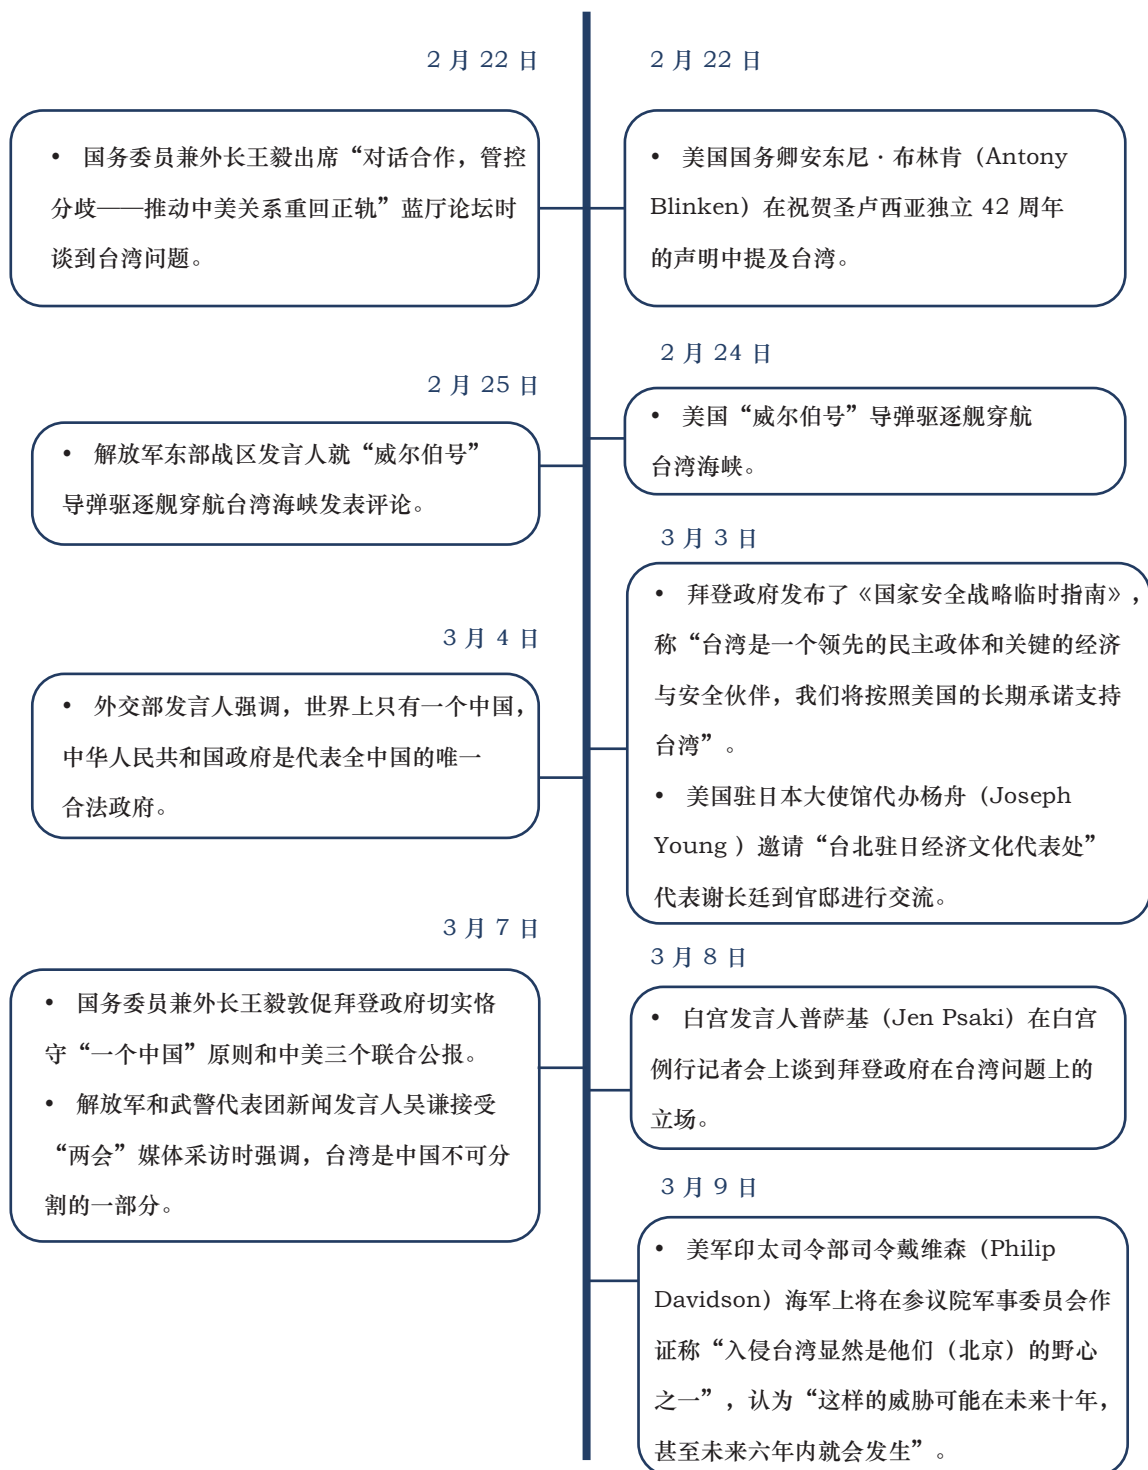 2 月 22 日
• 国务委员兼外长王毅出席“对话合作，管控
分歧——推动中美关系重回正轨”蓝厅论坛时
谈到台湾问题。
2 月 22 日
• 美国国务卿安东尼 · 布林肯（Antony
Blinken）在祝贺圣卢西亚独立 42 周年
的声明中提及台湾。
2 月 24 日
• 美国“威尔伯号”导弹驱逐舰穿航
台湾海峡。
2 月 25 日
• 解放军东部战区发言人就“威尔伯号”
导弹驱逐舰穿航台湾海峡发表评论。
3 月 3 日
• 拜登政府发布了《国家安全战略临时指南》，
称“台湾是一个领先的民主政体和关键的经济
与安全伙伴，我们将按照美国的长期承诺支持
台湾”。
• 美国驻日本大使馆代办杨舟（Joseph
Young ）邀请“台北驻日经济文化代表处”
代表谢长廷到官邸进行交流。
3 月 4 日
• 外交部发言人强调，世界上只有一个中国，
中华人民共和国政府是代表全中国的唯一
合法政府。
3 月 7 日
• 国务委员兼外长王毅敦促拜登政府切实恪
守“一个中国”原则和中美三个联合公报。
• 解放军和武警代表团新闻发言人吴谦接受
“两会”媒体采访时强调，台湾是中国不可分
割的一部分。
3 月 8 日
• 白宫发言人普萨基（Jen Psaki）在白宫
例行记者会上谈到拜登政府在台湾问题上的
立场。
3 月 9 日
• 美军印太司令部司令戴维森（Philip
Davidson）海军上将在参议院军事委员会作
证称“入侵台湾显然是他们（北京）的野心
之一”，认为“这样的威胁可能在未来十年，
甚至未来六年内就会发生”。